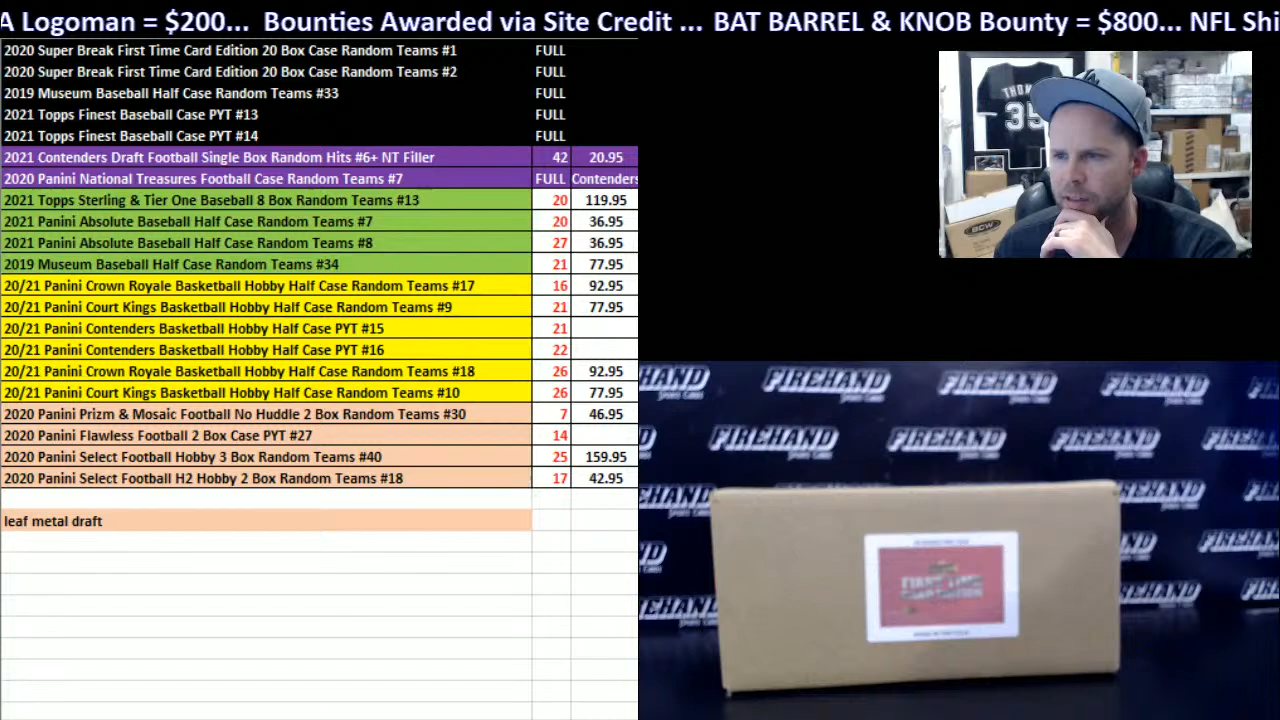 A Logoman = $200... Bounties Awarded via Site Credit ... BAT BARREL & KNOB Bounty = $800... NFL Shi
2020 Super Break First Time Card Edition 20 Box Case Random Teams #1 FULL
2020 Super Break First Time Card Edition 20 Box Case Random Teams #2 FULL
2019 Museum Baseball Half Case Random Teams #33 FULL
2021 Topps Finest Baseball Case PYT #13 FULL
2021 Topps Finest Baseball Case PYT #14 FULL
2021 Contenders Draft Football Single Box Random Hits #6+ NT Filler 42 20.95
2020 Panini National Treasures Football Case Random Teams #7 FULL Contenders
2021 Topps Sterling & Tier One Baseball 8 Box Random Teams #13 20 119.95
2021 Panini Absolute Baseball Half Case Random Teams #7 20 36.95
2021 Panini Absolute Baseball Half Case Random Teams #8 27 36.95
2019 Museum Baseball Half Case Random Teams #34 21 77.95
20/21 Panini Crown Royale Basketball Hobby Half Case Random Teams #17 16 92.95
20/21 Panini Court Kings Basketball Hobby Half Case Random Teams #9 21 77.95
20/21 Panini Contenders Basketball Hobby Half Case PYT #15 21
20/21 Panini Contenders Basketball Hobby Half Case PYT #16 22
20/21 Panini Crown Royale Basketball Hobby Half Case Random Teams #18 26 92.95
20/21 Panini Court Kings Basketball Hobby Half Case Random Teams #10 26 77.95
2020 Panini Prizm & Mosaic Football No Huddle 2 Box Random Teams #30 7 46.95
2020 Panini Flawless Football 2 Box Case PYT #27 14
2020 Panini Select Football Hobby 3 Box Random Teams #40 25 159.95
2020 Panini Select Football H2 Hobby 2 Box Random Teams #18 17 42.95
leaf metal draft
THOM
35
BCW
FIREHAND
SPORTS CARDS
FIRST TIME
CARD EDITION